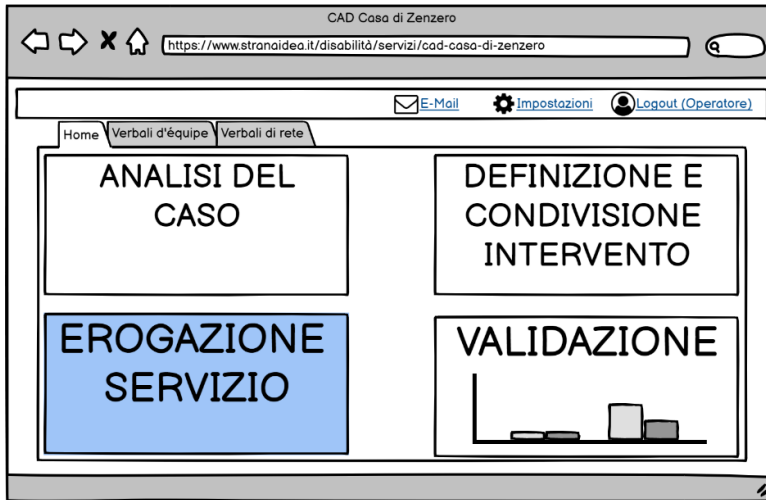 CAD Casa di Zenzero
https://www.stranaidea.it/disabilità/servizi/cad-casa-di-zenzero
E-Mail
Impostazioni
Logout (Operatore)
Home
Verbali d'équipe
Verbali di rete
ANALISI DEL
CASO
DEFINIZIONE E
CONDIVISIONE
INTERVENTO
EROGAZIONE
SERVIZIO
VALIDAZIONE